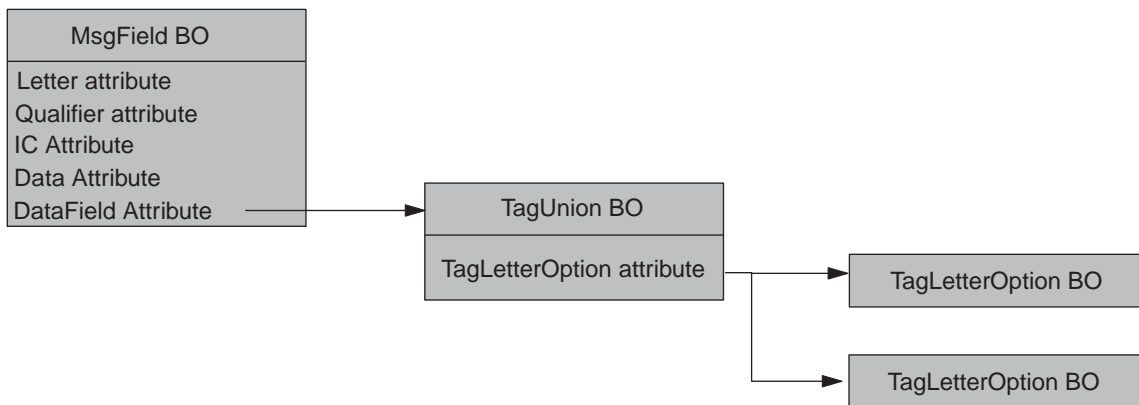 MsgField BO
Letter attribute
Qualifier attribute
IC Attribute
Data Attribute
DataField Attribute
TagUnion BO
TagLetterOption attribute
TagLetterOption BO
TagLetterOption BO